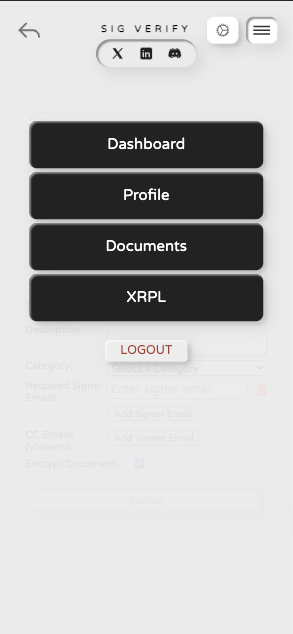 SIG VERIFY
Dashboard
Profile
Documents
XRPL
LOGOUT
Description:
Category:
Select a Category
Required Signer
Emails:
Enter signer email
Add Signer Email
CC Emails
(Viewers):
Add Viewer Email
Encrypt Document:
Submit